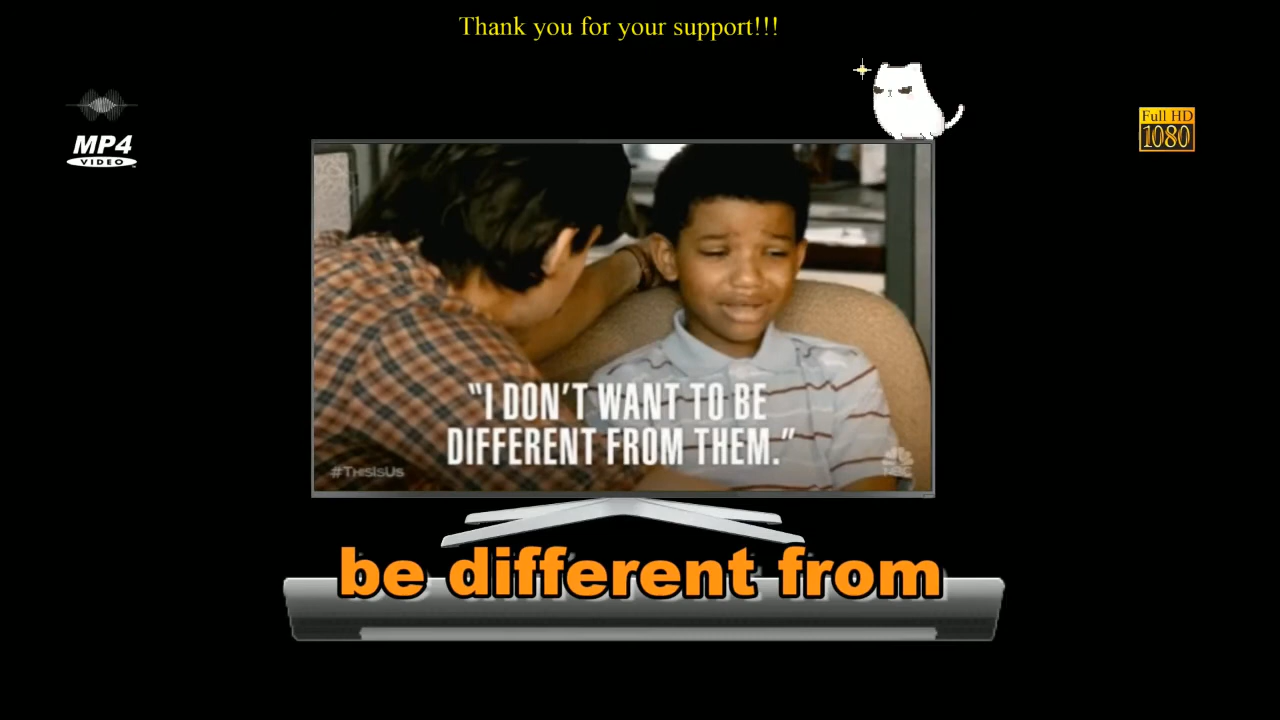 Thank you for your support!!!
MP4
VIDEO
Full HD
1080
"I DON'T WANT TO BE
DIFFERENT FROM THEM."
#THISISUS
NBC
be different from